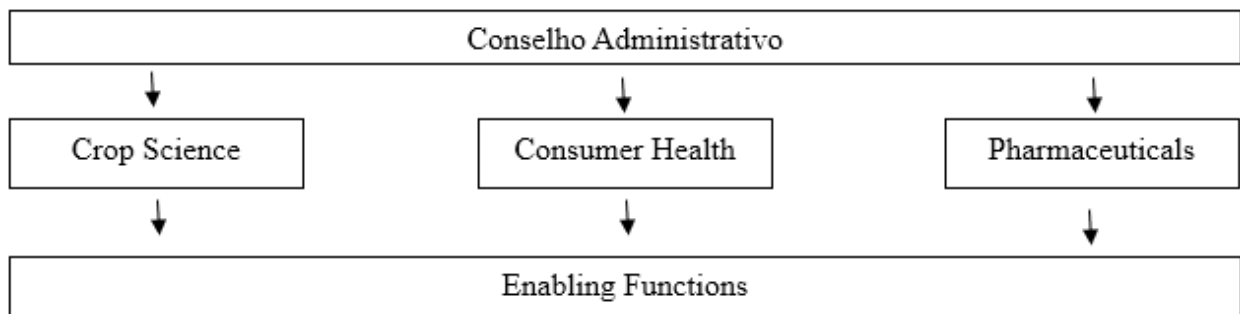 Conselho Administrativo
Crop Science
Consumer Health
Pharmaceuticals
Enabling Functions